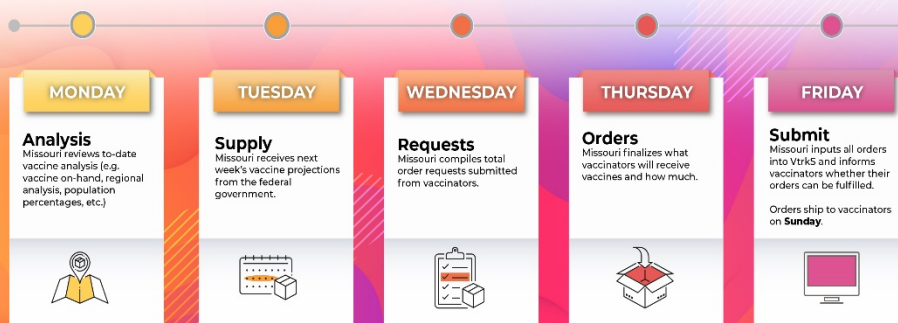 MONDAY
Analysis
Missouri reviews to-date
vaccine analysis (e.g.
vaccine on-hand, regional
analysis, population
percentages, etc.)
TUESDAY
Supply
Missouri receives next
week's vaccine projections
from the federal
government.
WEDNESDAY
Requests
Missouri compiles total
order requests submitted
from vaccinators.
THURSDAY
Orders
Missouri finalizes what
vaccinators will receive
vaccines and how much.
FRIDAY
Submit
Missouri inputs all orders
into VtrkS and informs
vaccinators whether their
orders can be fulfilled.
Orders ship to vaccinators
on Sunday.